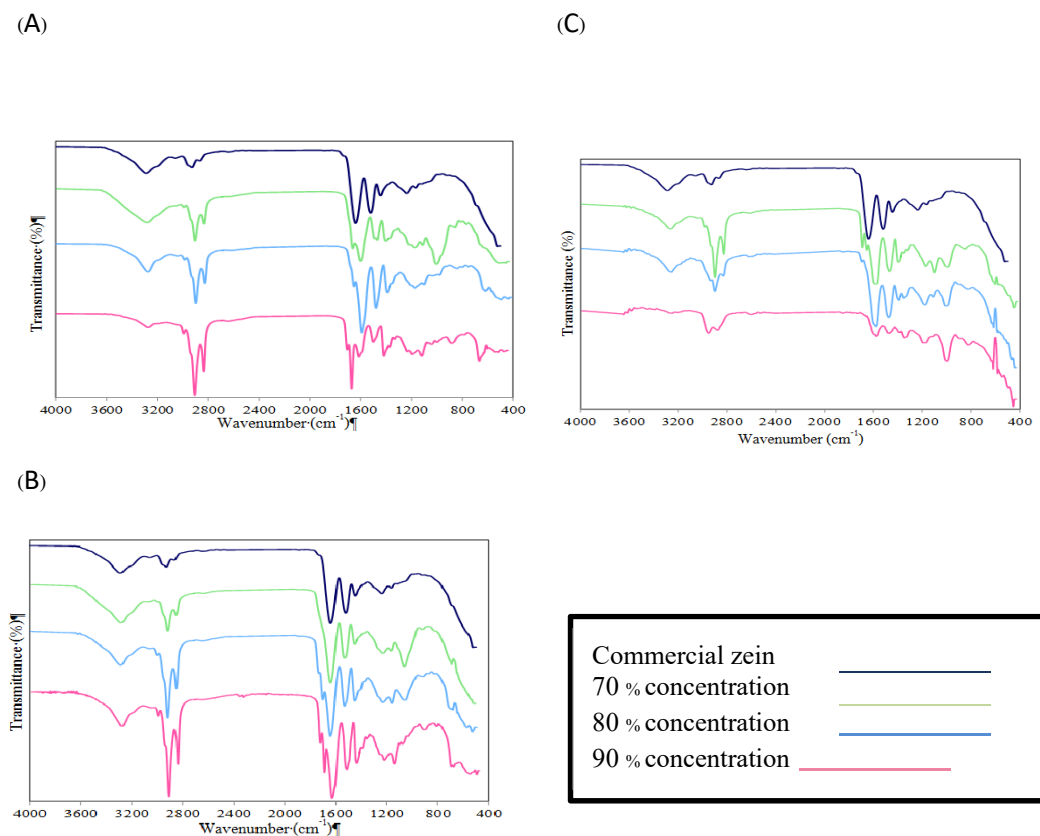 (A)
Transmittance·(%)¶
4000 3600 3200 2800 2400 2000 1600 1200 800 400
Wavenumber·(cm⁻¹)¶
(C)
Transmittance (%)
4000 3600 3200 2800 2400 2000 1600 1200 800 400
Wavenumber (cm⁻¹)
(B)
Transmittance·(%)¶
4000 3600 3200 2800 2400 2000 1600 1200 800 400
Wavenumber·(cm⁻¹)¶
Commercial zein
70 % concentration
80 % concentration
90 % concentration